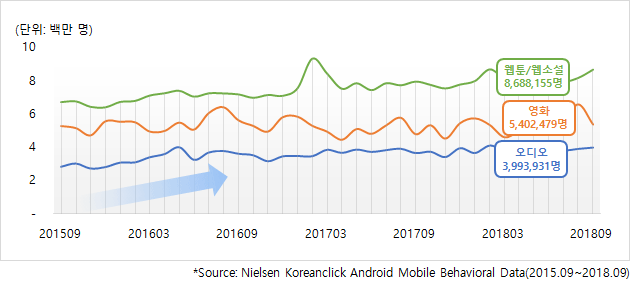 (단위: 백만 명)
10
8
6
4
2
-
웹툰/웹소설
8,688,155명
영화
5,402,479명
오디오
3,993,931명
201509 201603 201609 201703 201709 201803 201809
*Source: Nielsen Koreanclick Android Mobile Behavioral Data(2015.09~2018.09)